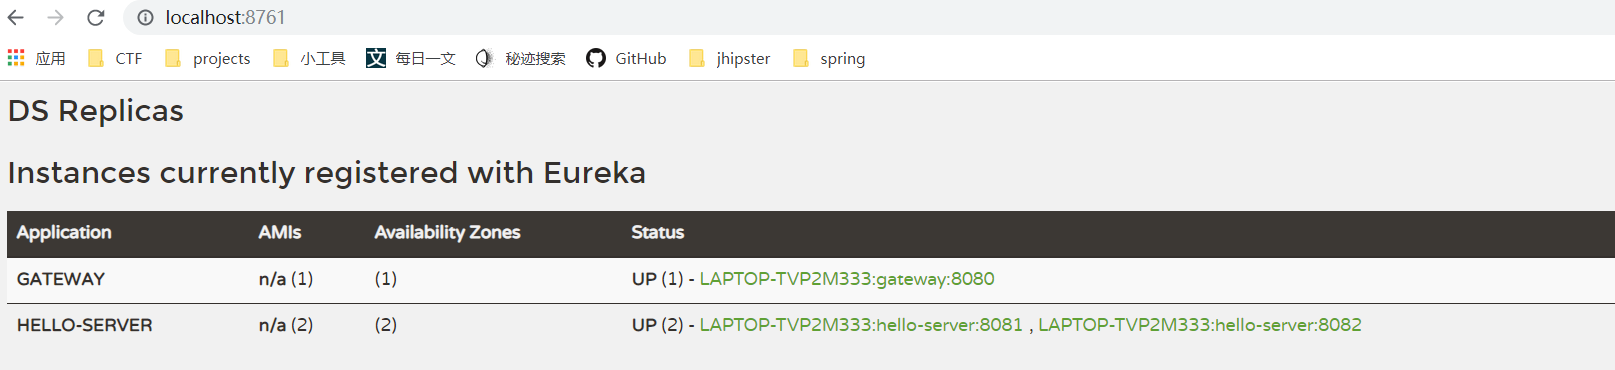 localhost:8761
应用 CTF projects 小工具 文 每日一文 秘迹搜索 GitHub jhipster spring
DS Replicas
Instances currently registered with Eureka
Application AMIs Availability Zones Status
GATEWAY n/a (1) (1) UP (1) - LAPTOP-TVP2M333:gateway:8080
HELLO-SERVER n/a (2) (2) UP (2) - LAPTOP-TVP2M333:hello-server:8081 , LAPTOP-TVP2M333:hello-server:8082